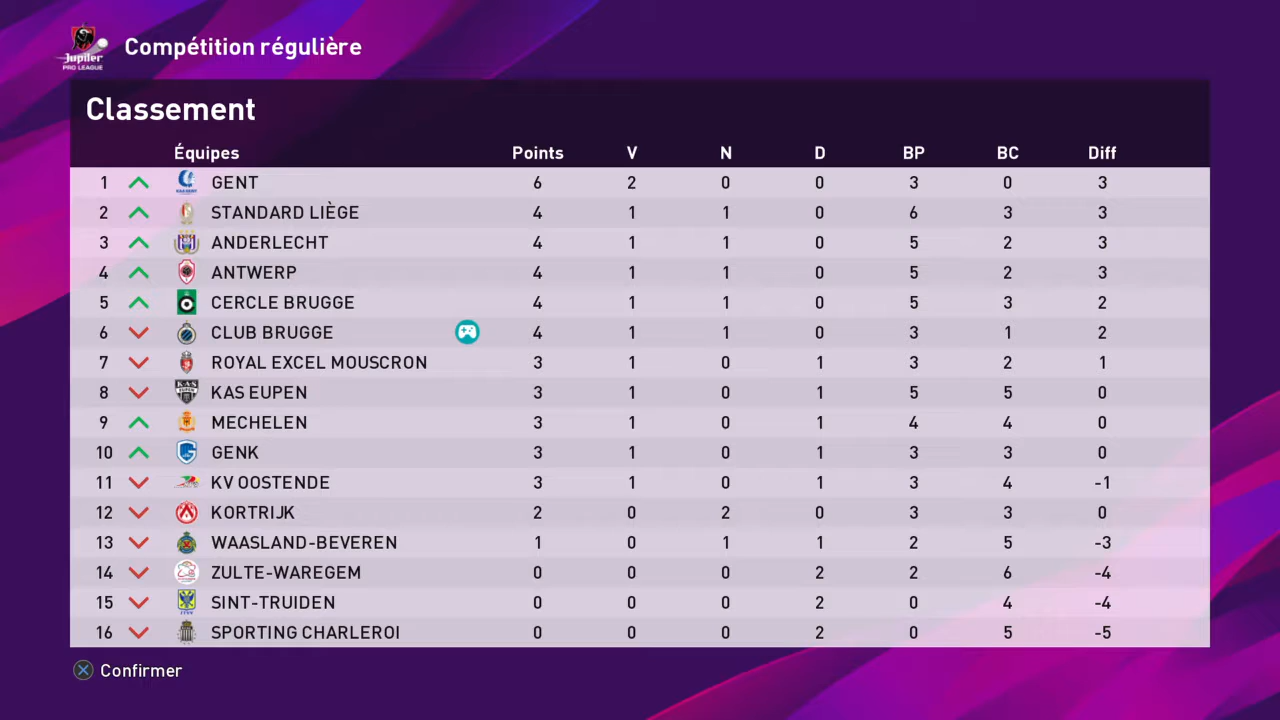 Jupiler
PRO LEAGUE
Compétition régulière
Classement
Équipes Points V N D BP BC Diff
1 GENT 6 2 0 0 3 0 3
2 STANDARD LIÈGE 4 1 1 0 6 3 3
3 ANDERLECHT 4 1 1 0 5 2 3
4 ANTWERP 4 1 1 0 5 2 3
5 CERCLE BRUGGE 4 1 1 0 5 3 2
6 CLUB BRUGGE 4 1 1 0 3 1 2
7 ROYAL EXCEL MOUSCRON 3 1 0 1 3 2 1
8 KAS EUPEN 3 1 0 1 5 5 0
9 MECHELEN 3 1 0 1 4 4 0
10 GENK 3 1 0 1 3 3 0
11 KV OOSTENDE 3 1 0 1 3 4 -1
12 KORTRIJK 2 0 2 0 3 3 0
13 WAASLAND-BEVEREN 1 0 1 1 2 5 -3
14 ZULTE-WAREGEM 0 0 0 2 2 6 -4
15 SINT-TRUIDEN 0 0 0 2 0 4 -4
16 SPORTING CHARLEROI 0 0 0 2 0 5 -5
Confirmer